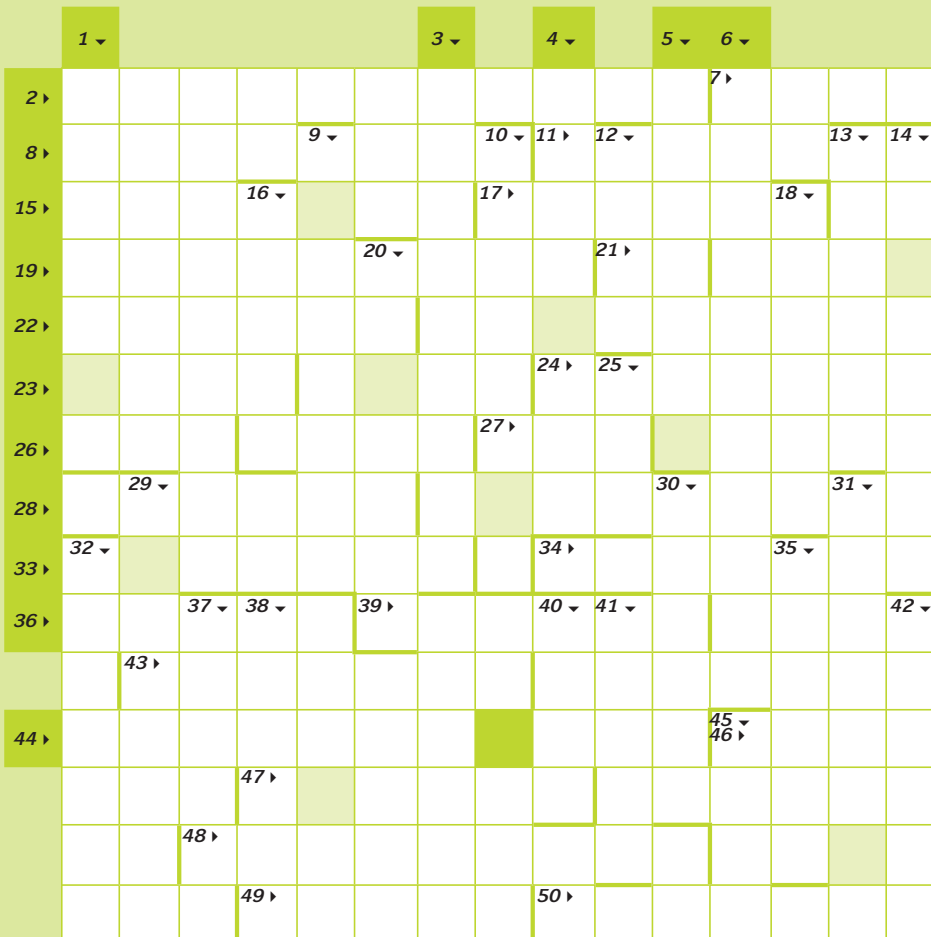 1 ▾ 3 ▾ 4 ▾ 5 ▾ 6 ▾
2 ▸ 7 ▸
8 ▸ 9 ▾ 10 ▾ 11 ▸ 12 ▾ 13 ▾ 14 ▾
15 ▸ 16 ▾ 17 ▸ 18 ▾
19 ▸ 20 ▾ 21 ▸
22 ▸
23 ▸ 24 ▸ 25 ▾
26 ▸ 27 ▸
28 ▸ 29 ▾ 30 ▾ 31 ▾
33 ▸ 32 ▾ 34 ▸ 35 ▾
36 ▸ 37 ▾ 38 ▾ 39 ▸ 40 ▾ 41 ▾ 42 ▾
43 ▸
44 ▸ 45 ▾
46 ▸
47 ▸
48 ▸
49 ▸ 50 ▸